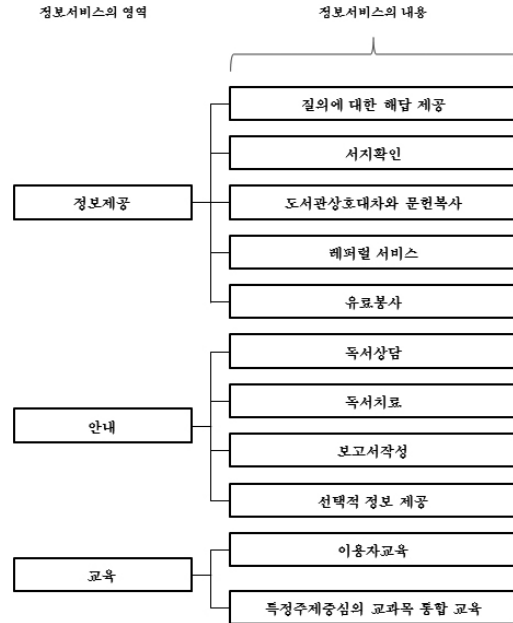 정보서비스의 영역
정보서비스의 내용
질의에 대한 해답 제공
서지확인
정보제공
도서관상호대차와 문헌복사
레퍼럴 서비스
유료봉사
독서상담
독서치료
안내
보고서작성
선택적 정보 제공
이용자교육
교육
특정주제중심의 교과목 통합 교육